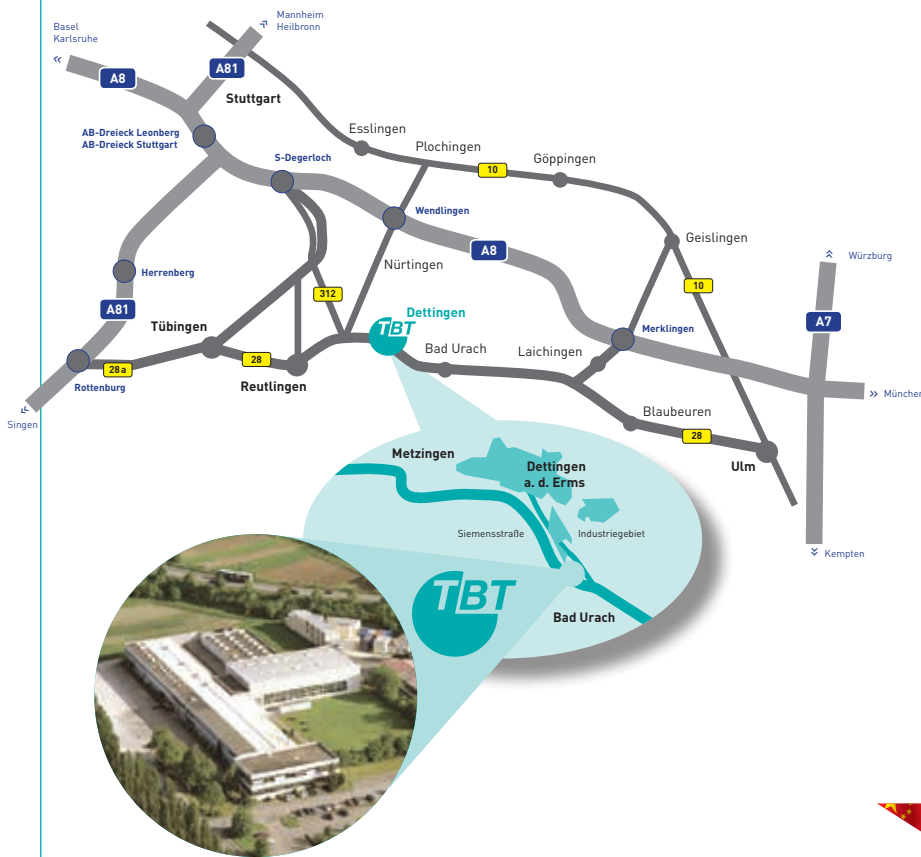 Basel
Karlsruhe
Mannheim
Heilbronn
A8
A81
Stuttgart
AB-Dreieck Leonberg
AB-Dreieck Stuttgart
Esslingen
Plochingen
S-Degerloch
10
Göppingen
Wendlingen
Geislingen
A8
Würzburg
Herrenberg
Nürtingen
10
312
A81
Dettingen
TBT
A7
Tübingen
Merklingen
Bad Urach
Laichingen
28
28a
Rottenburg
Reutlingen
München
Blaubeuren
Singen
28
Metzingen
Dettingen
a. d. Erms
Ulm
Siemensstraße
Industriegebiet
Kempten
TBT
Bad Urach